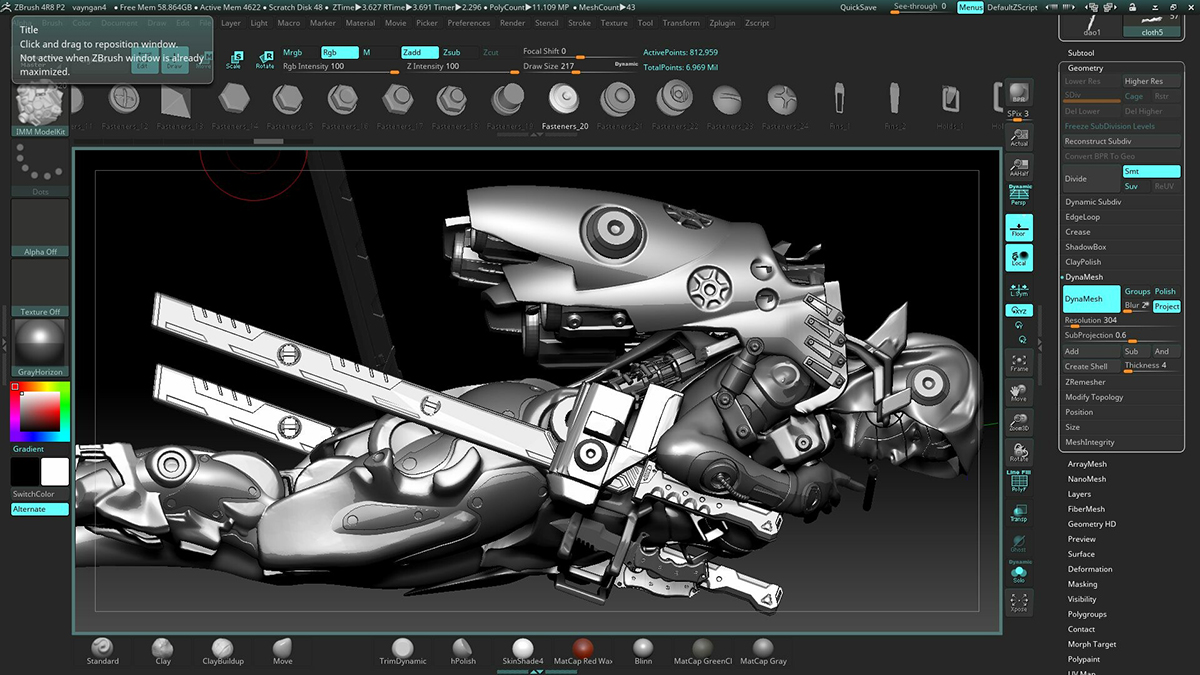 ZBrush 4R8 P2 vayngan4 ● Free Mem 58.864GB ● Active Mem 4622 ● Scratch Disk 48 ● ZTime▶3.627 RTime▶3.691 Timer▶2.296 ● PolyCount▶11.109 MP ● MeshCount▶43 QuickSave See-through 0 Menus DefaultZScript
Color Document Draw Edit Layer Light Macro Marker Material Movie Picker Preferences Render Stencil Stroke Texture Tool Transform Zplugin Zscript
Title
Click and drag to reposition window.
Not active when ZBrush window is already maximized.
Edit Draw Scale Rotate
Mrgb Rgb M Zadd Zsub Zcut Focal Shift 0 ActivePoints: 812,959
Rgb Intensity 100 Z Intensity 100 Draw Size 217 Dynamic TotalPoints: 6.969 Mil
IMM ModelKit
Fasteners_12 Fasteners_13 Fasteners_14 Fasteners_15 Fasteners_16 Fasteners_17 Fasteners_18 Fasteners_19 Fasteners_20 Fasteners_21 Fasteners_22 Fasteners_23 Fasteners_24
Dots
Alpha Off
Texture Off
GrayHorizon
Gradient
SwitchColor
Alternate
BPR
SPix 3
Actual
AAHalf
Dynamic
Persp
Floor
Local
L.Sym
XYZ
Frame
Move
Zoom3D
Rotate
Line Fill
PolyF
Transp
Ghost
Dynamic
Solo
Xpose
dao1 57 cloth5
Subtool
Geometry
Lower Res Higher Res
SDiv Cage Rstr
Del Lower Del Higher
Freeze SubDivision Levels
Reconstruct Subdiv
Convert BPR To Geo
Divide Smt
Suv ReUV
Dynamic Subdiv
EdgeLoop
Crease
ShadowBox
ClayPolish
DynaMesh
DynaMesh Groups Polish
Blur 2 Project
Resolution 304
SubProjection 0.6
Add Sub And
Create Shell Thickness 4
ZRemesher
Modify Topology
Position
Size
MeshIntegrity
ArrayMesh
NanoMesh
Layers
FiberMesh
Geometry HD
Preview
Surface
Deformation
Masking
Visibility
Polygroups
Contact
Morph Target
Polypaint
UV Map
Standard Clay ClayBuildup Move TrimDynamic hPolish SkinShade4 MatCap Red Wax Blinn MatCap GreenCl MatCap Gray